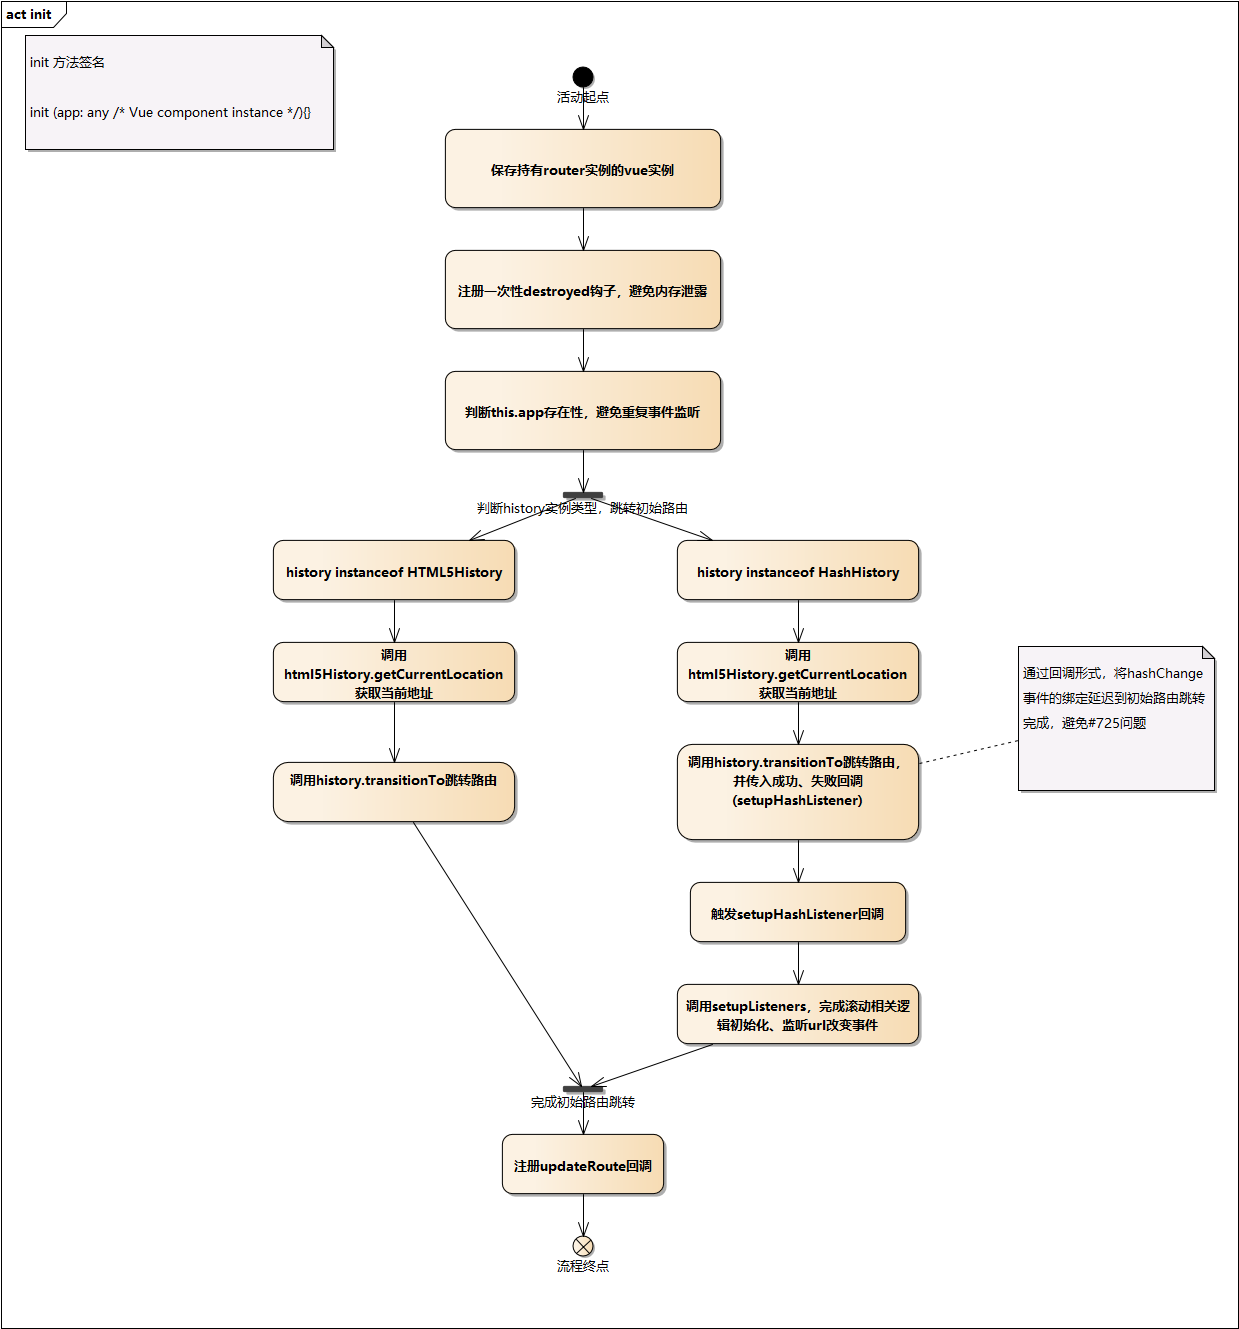 act init
init 方法签名
init (app: any /* Vue component instance */){}
活动起点
保存持有router实例的vue实例
注册一次性destroyed钩子，避免内存泄露
判断this.app存在性，避免重复事件监听
判断history实例类型，跳转初始路由
history instanceof HTML5History
history instanceof HashHistory
调用
html5History.getCurrentLocation
获取当前地址
调用
html5History.getCurrentLocation
获取当前地址
通过回调形式，将hashChange
事件的绑定延迟到初始路由跳转
完成，避免#725问题
调用history.transitionTo跳转路由
调用history.transitionTo跳转路由，
并传入成功、失败回调
(setupHashListener)
触发setupHashListener回调
调用setupListeners，完成滚动相关逻
辑初始化、监听url改变事件
完成初始路由跳转
注册updateRoute回调
流程终点